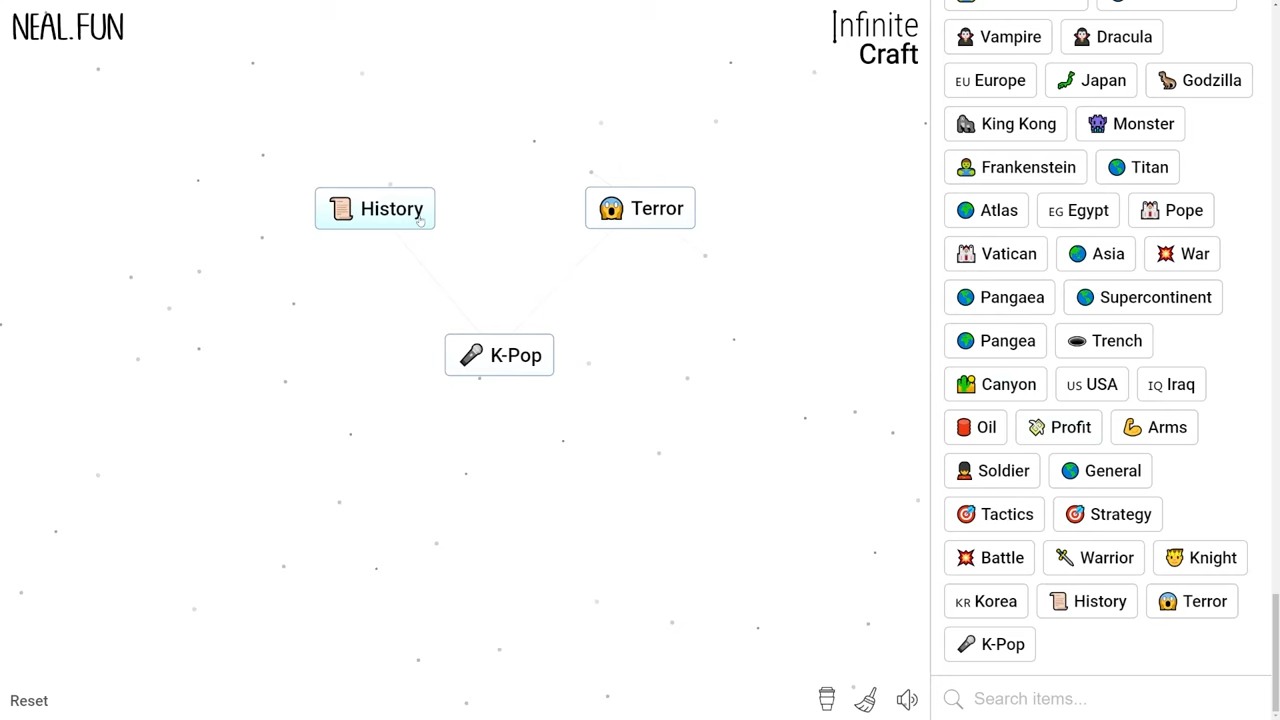 NEAL.FUN
Infinite
Craft
Vampire Dracula
EU Europe Japan Godzilla
King Kong Monster
History Terror
Frankenstein Titan
Atlas EG Egypt Pope
Vatican Asia War
Pangaea Supercontinent
K-Pop
Pangea Trench
Canyon US USA IQ Iraq
Oil Profit Arms
Soldier General
Tactics Strategy
Battle Warrior Knight
KR Korea History Terror
K-Pop
Reset
Search items...